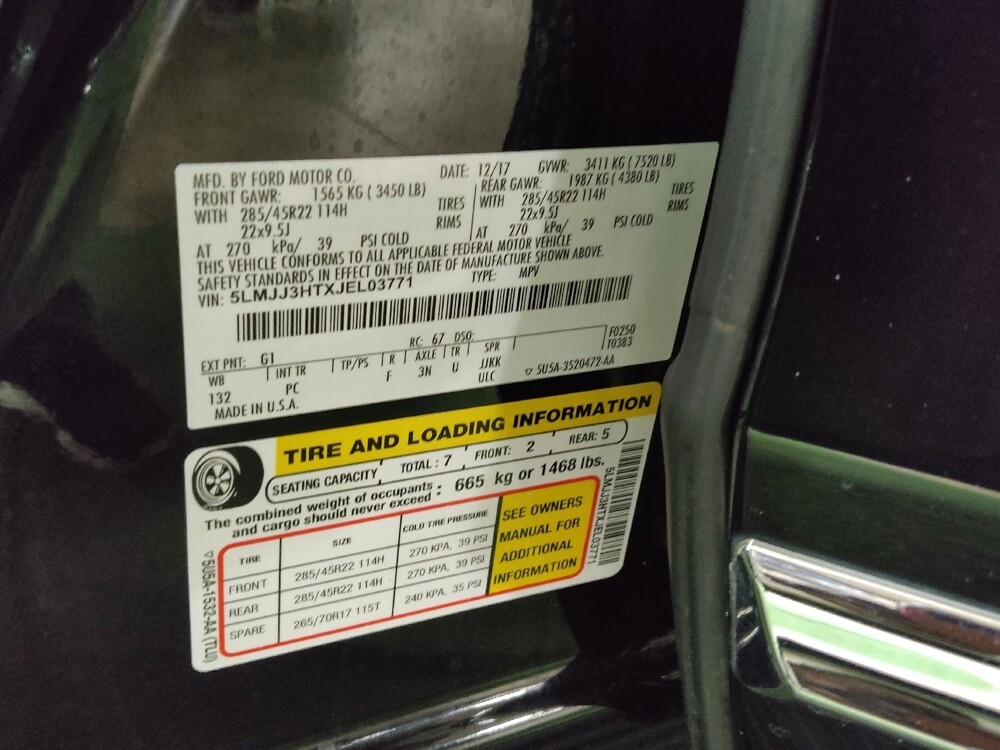 MFD. BY FORD MOTOR CO. DATE: 12/17 GVWR: 3411 KG ( 7520 LB)
FRONT GAWR: 1565 KG ( 3450 LB) REAR GAWR: 1987 KG ( 4380 LB)
WITH 285/45R22 114H TIRES WITH 285/45R22 114H TIRES
22x9.5J RIMS 22x9.5J RIMS
AT 270 kPa/ 39 PSI COLD AT 270 kPa/ 39 PSI COLD
THIS VEHICLE CONFORMS TO ALL APPLICABLE FEDERAL MOTOR VEHICLE
SAFETY STANDARDS IN EFFECT ON THE DATE OF MANUFACTURE SHOWN ABOVE.
VIN: 5LMJJ3HTXJEL03771 TYPE: MPV
EXT PNT: G1 RC: 67 DSO: F0250
WB INT TR TP/PS R AXLE TR SPR T0383
132 PC F 3N U JJKK
ULC 5U5A-3520472-AA
MADE IN U.S.A.
TIRE AND LOADING INFORMATION
SEATING CAPACITY TOTAL : 7 FRONT: 2 REAR: 5
The combined weight of occupants and cargo should never exceed : 665 kg or 1468 lbs.
TIRE SIZE COLD TIRE PRESSURE
FRONT 285/45R22 114H 270 KPA, 39 PSI
REAR 285/45R22 114H 270 KPA, 39 PSI
SPARE 265/70R17 115T 240 KPA, 35 PSI
SEE OWNERS
MANUAL FOR
ADDITIONAL
INFORMATION
5U5A-1532-AA (TLU)
5LMJJ3HTXJEL03771